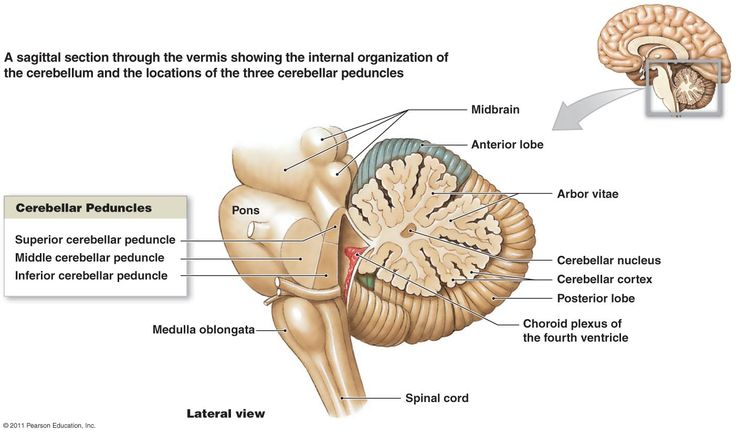 A sagittal section through the vermis showing the internal organization of
the cerebellum and the locations of the three cerebellar peduncles
Midbrain
Anterior lobe
Arbor vitae
Cerebellar Peduncles
Pons
Superior cerebellar peduncle
Middle cerebellar peduncle
Inferior cerebellar peduncle
Cerebellar nucleus
Cerebellar cortex
Posterior lobe
Choroid plexus of
the fourth ventricle
Medulla oblongata
Spinal cord
Lateral view
© 2011 Pearson Education, Inc.